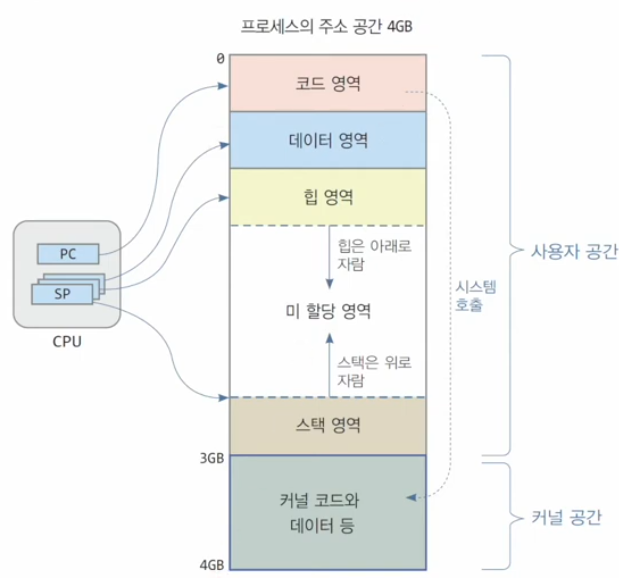 프로세스의 주소 공간 4GB
0
코드 영역
데이터 영역
힙 영역
PC
SP
CPU
힙은 아래로
자람
미 할당 영역
스택은 위로
자람
시스템
호출
사용자 공간
스택 영역
3GB
커널 코드와
데이터 등
커널 공간
4GB